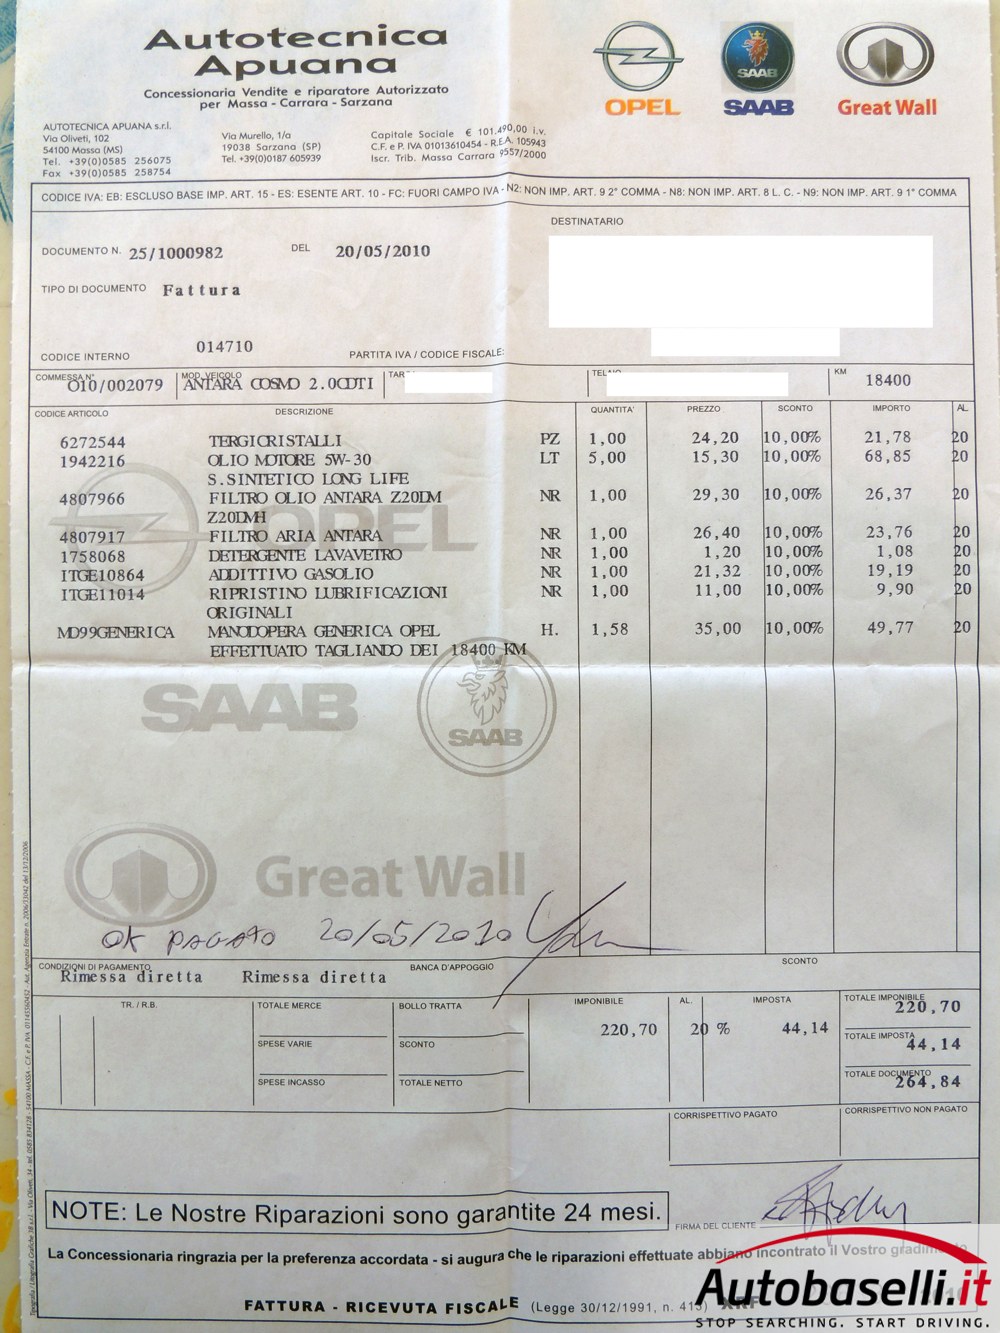 Autotecnica
Apuana
Concessionaria Vendite e riparatore Autorizzato
per Massa - Carrara - Sarzana
OPEL
SAAB
SAAB
Great Wall
AUTOTECNICA APUANA s.r.l.
Via Oliveti, 102
54100 Massa (MS)
Tel. +39(0)0585 256075
Fax +39(0)0585 258754
Via Murello, 1/a
19038 Sarzana (SP)
Tel. +39(0)0187 605939
Capitale Sociale € 101.490,00 i.v.
C.F. e P. IVA 01013610454 - R.E.A. 105943
Iscr. Trib. Massa Carrara 9557/2000
CODICE IVA: EB: ESCLUSO BASE IMP. ART. 15 - ES: ESENTE ART. 10 - FC: FUORI CAMPO IVA - N2: NON IMP. ART. 9 2° COMMA - N8: NON IMP. ART. 8 L. C. - N9: NON IMP. ART. 9 1° COMMA
DESTINATARIO
DOCUMENTO N. 25/1000982 DEL 20/05/2010
TIPO DI DOCUMENTO Fattura
CODICE INTERNO 014710 PARTITA IVA / CODICE FISCALE:
COMMESSA N° O10/002079 MOD. VEICOLO ANTARA COSMO 2.0CDTI KM 18400
CODICE ARTICOLO DESCRIZIONE QUANTITA' PREZZO SCONTO IMPORTO AL.
6272544 TERGICRISTALLI PZ 1,00 24,20 10,00% 21,78 20
1942216 OLIO MOTORE 5W-30 LT 5,00 15,30 10,00% 68,85 20
S.SINTETICO LONG LIFE
4807966 FILTRO OLIO ANTARA Z20DM NR 1,00 29,30 10,00% 26,37 20
Z20DMH
4807917 FILTRO ARIA ANTARA NR 1,00 26,40 10,00% 23,76 20
1758068 DETERGENTE LAVAVETRO NR 1,00 1,20 10,00% 1,08 20
ITGE10864 ADDITTIVO GASOLIO NR 1,00 21,32 10,00% 19,19 20
ITGE11014 RIPRISTINO LUBRIFICAZIONI NR 1,00 11,00 10,00% 9,90 20
ORIGINALI
MD99GENERICA MANODOPERA GENERICA OPEL H. 1,58 35,00 10,00% 49,77 20
EFFETTUATO TAGLIANDO DEI 18400 KM
OPEL
SAAB
SAAB
Great Wall
OK PAGATO 20/05/2010
CONDIZIONI DI PAGAMENTO BANCA D'APPOGGIO SCONTO
Rimessa diretta Rimessa diretta
TR. / R.B. TOTALE MERCE BOLLO TRATTA IMPONIBILE AL. IMPOSTA TOTALE IMPONIBILE
220,70 20 % 44,14 220,70
SPESE VARIE SCONTO TOTALE IMPOSTA
44,14
SPESE INCASSO TOTALE NETTO TOTALE DOCUMENTO
264,84
CORRISPETTIVO PAGATO CORRISPETTIVO NON PAGATO
NOTE: Le Nostre Riparazioni sono garantite 24 mesi.
FIRMA DEL CLIENTE
La Concessionaria ringrazia per la preferenza accordata - si augura che le riparazioni effettuate abbiano incontrato il Vostro
FATTURA - RICEVUTA FISCALE (Legge 30/12/1991, n. 413) XRF
Autobaselli.it
STOP SEARCHING. START DRIVING.